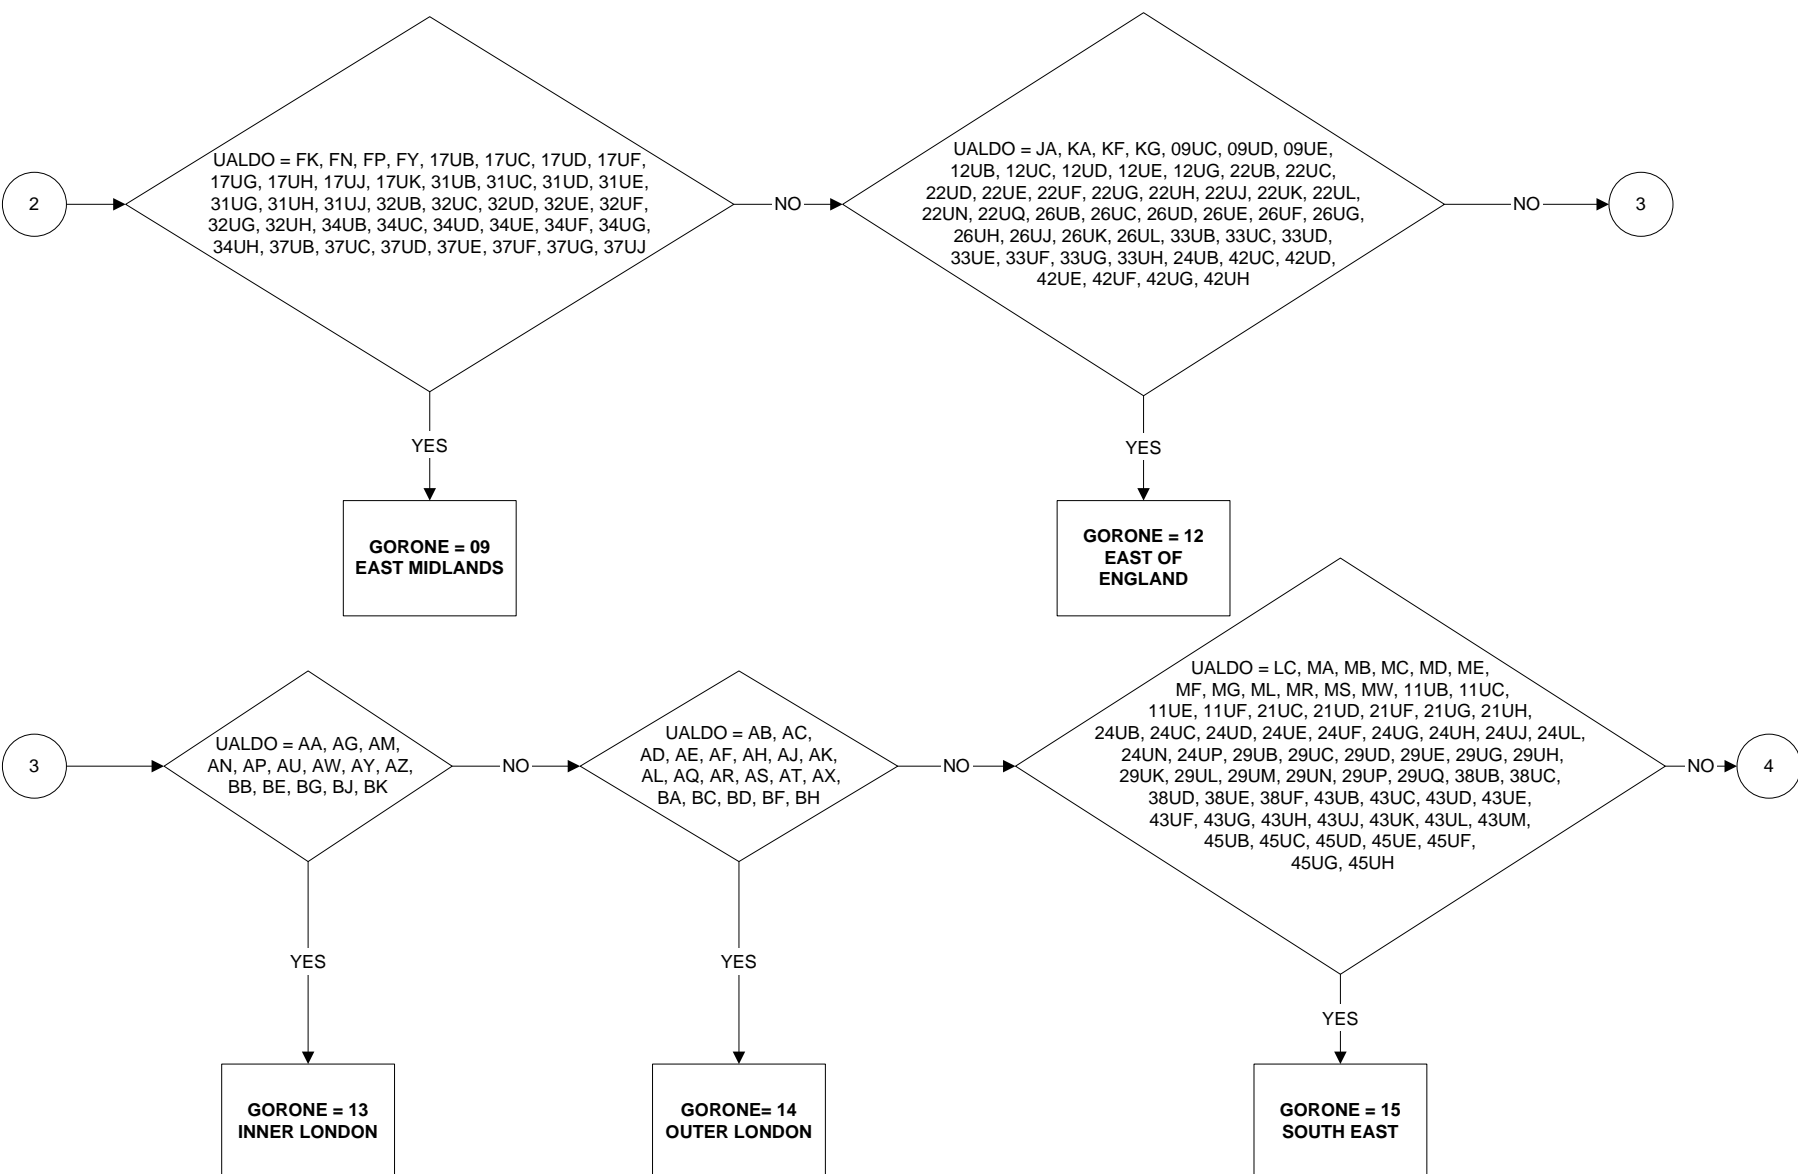 2
UALDO = FK, FN, FP, FY, 17UB, 17UC, 17UD, 17UF,
17UG, 17UH, 17UJ, 17UK, 31UB, 31UC, 31UD, 31UE,
31UG, 31UH, 31UJ, 32UB, 32UC, 32UD, 32UE, 32UF,
32UG, 32UH, 34UB, 34UC, 34UD, 34UE, 34UF, 34UG,
34UH, 37UB, 37UC, 37UD, 37UE, 37UF, 37UG, 37UJ
NO
UALDO = JA, KA, KF, KG, 09UC, 09UD, 09UE,
12UB, 12UC, 12UD, 12UE, 12UG, 22UB, 22UC,
22UD, 22UE, 22UF, 22UG, 22UH, 22UJ, 22UK, 22UL,
22UN, 22UQ, 26UB, 26UC, 26UD, 26UE, 26UF, 26UG,
26UH, 26UJ, 26UK, 26UL, 33UB, 33UC, 33UD,
33UE, 33UF, 33UG, 33UH, 24UB, 42UC, 42UD,
42UE, 42UF, 42UG, 42UH
NO
3
YES
YES
GORONE = 09
EAST MIDLANDS
GORONE = 12
EAST OF
ENGLAND
3
UALDO = AA, AG, AM,
AN, AP, AU, AW, AY, AZ,
BB, BE, BG, BJ, BK
NO
UALDO = AB, AC,
AD, AE, AF, AH, AJ, AK,
AL, AQ, AR, AS, AT, AX,
BA, BC, BD, BF, BH
NO
UALDO = LC, MA, MB, MC, MD, ME,
MF, MG, ML, MR, MS, MW, 11UB, 11UC,
11UE, 11UF, 21UC, 21UD, 21UF, 21UG, 21UH,
24UB, 24UC, 24UD, 24UE, 24UF, 24UG, 24UH, 24UJ, 24UL,
24UN, 24UP, 29UB, 29UC, 29UD, 29UE, 29UG, 29UH,
29UK, 29UL, 29UM, 29UN, 29UP, 29UQ, 38UB, 38UC,
38UD, 38UE, 38UF, 43UB, 43UC, 43UD, 43UE,
43UF, 43UG, 43UH, 43UJ, 43UK, 43UL, 43UM,
45UB, 45UC, 45UD, 45UE, 45UF,
45UG, 45UH
NO
4
YES
YES
YES
GORONE = 13
INNER LONDON
GORONE= 14
OUTER LONDON
GORONE = 15
SOUTH EAST